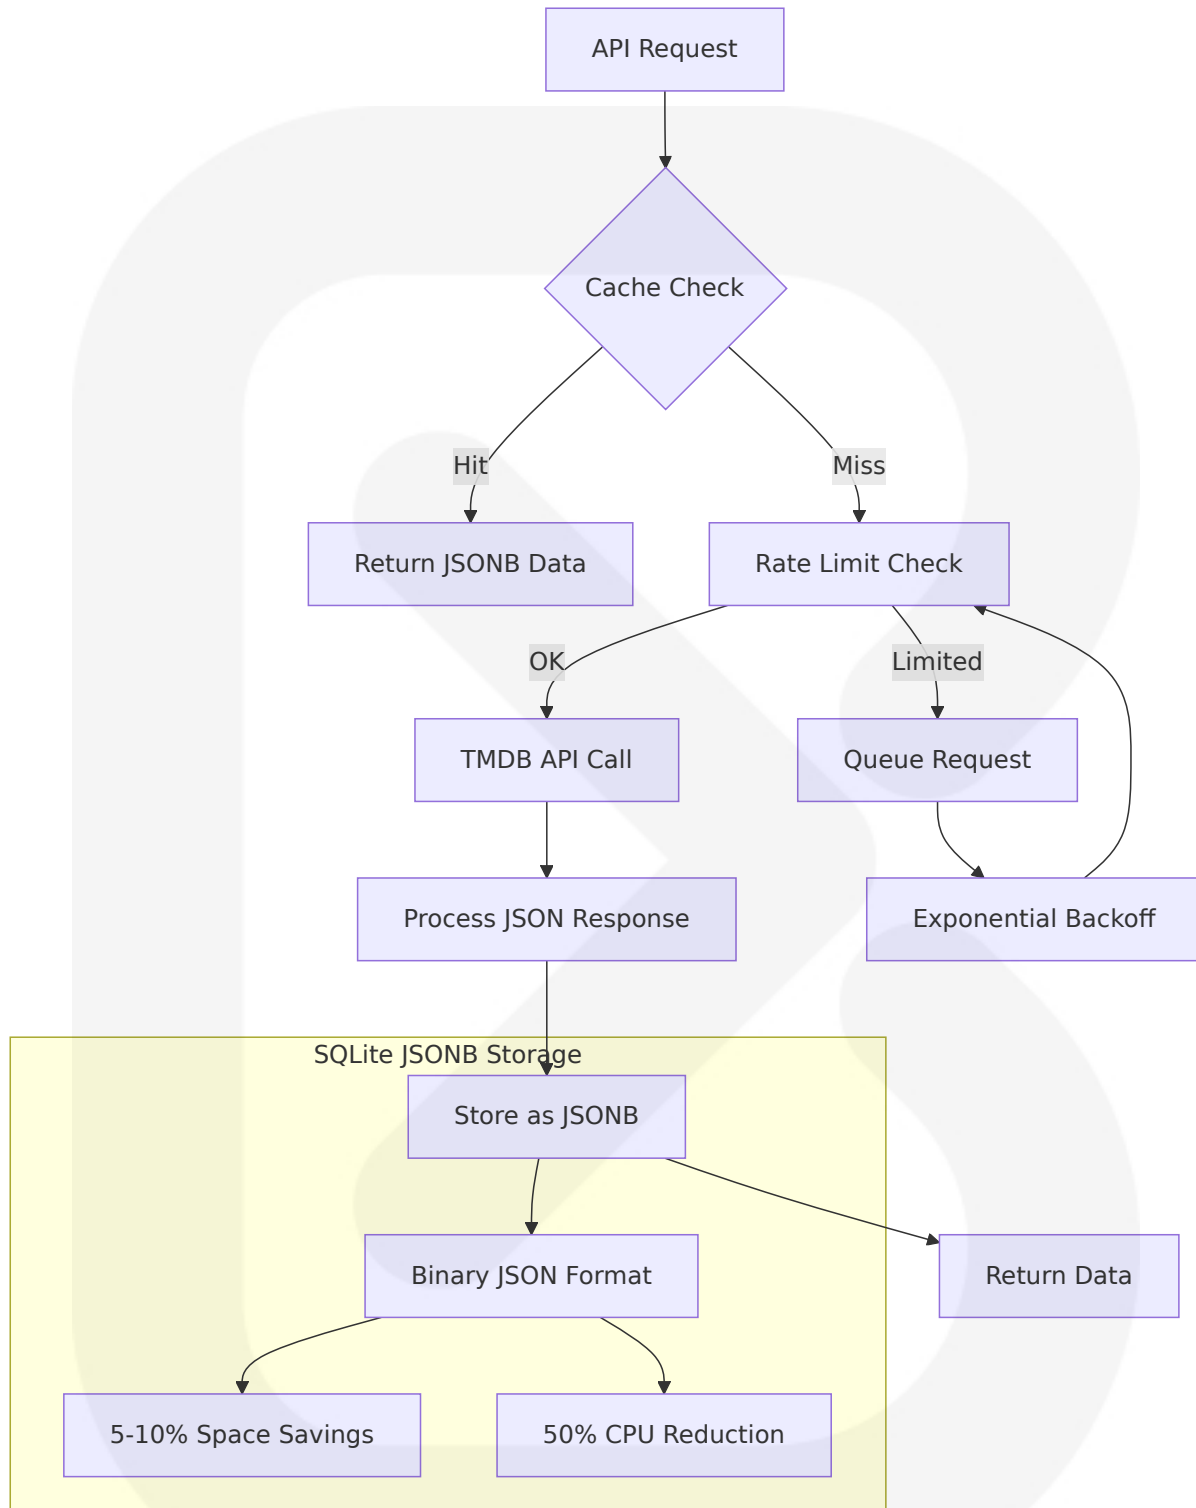 API Request
Cache Check
Hit
Miss
Return JSONB Data
Rate Limit Check
OK
Limited
TMDB API Call
Queue Request
Process JSON Response
Exponential Backoff
SQLite JSONB Storage
Store as JSONB
Binary JSON Format
Return Data
5-10% Space Savings
50% CPU Reduction